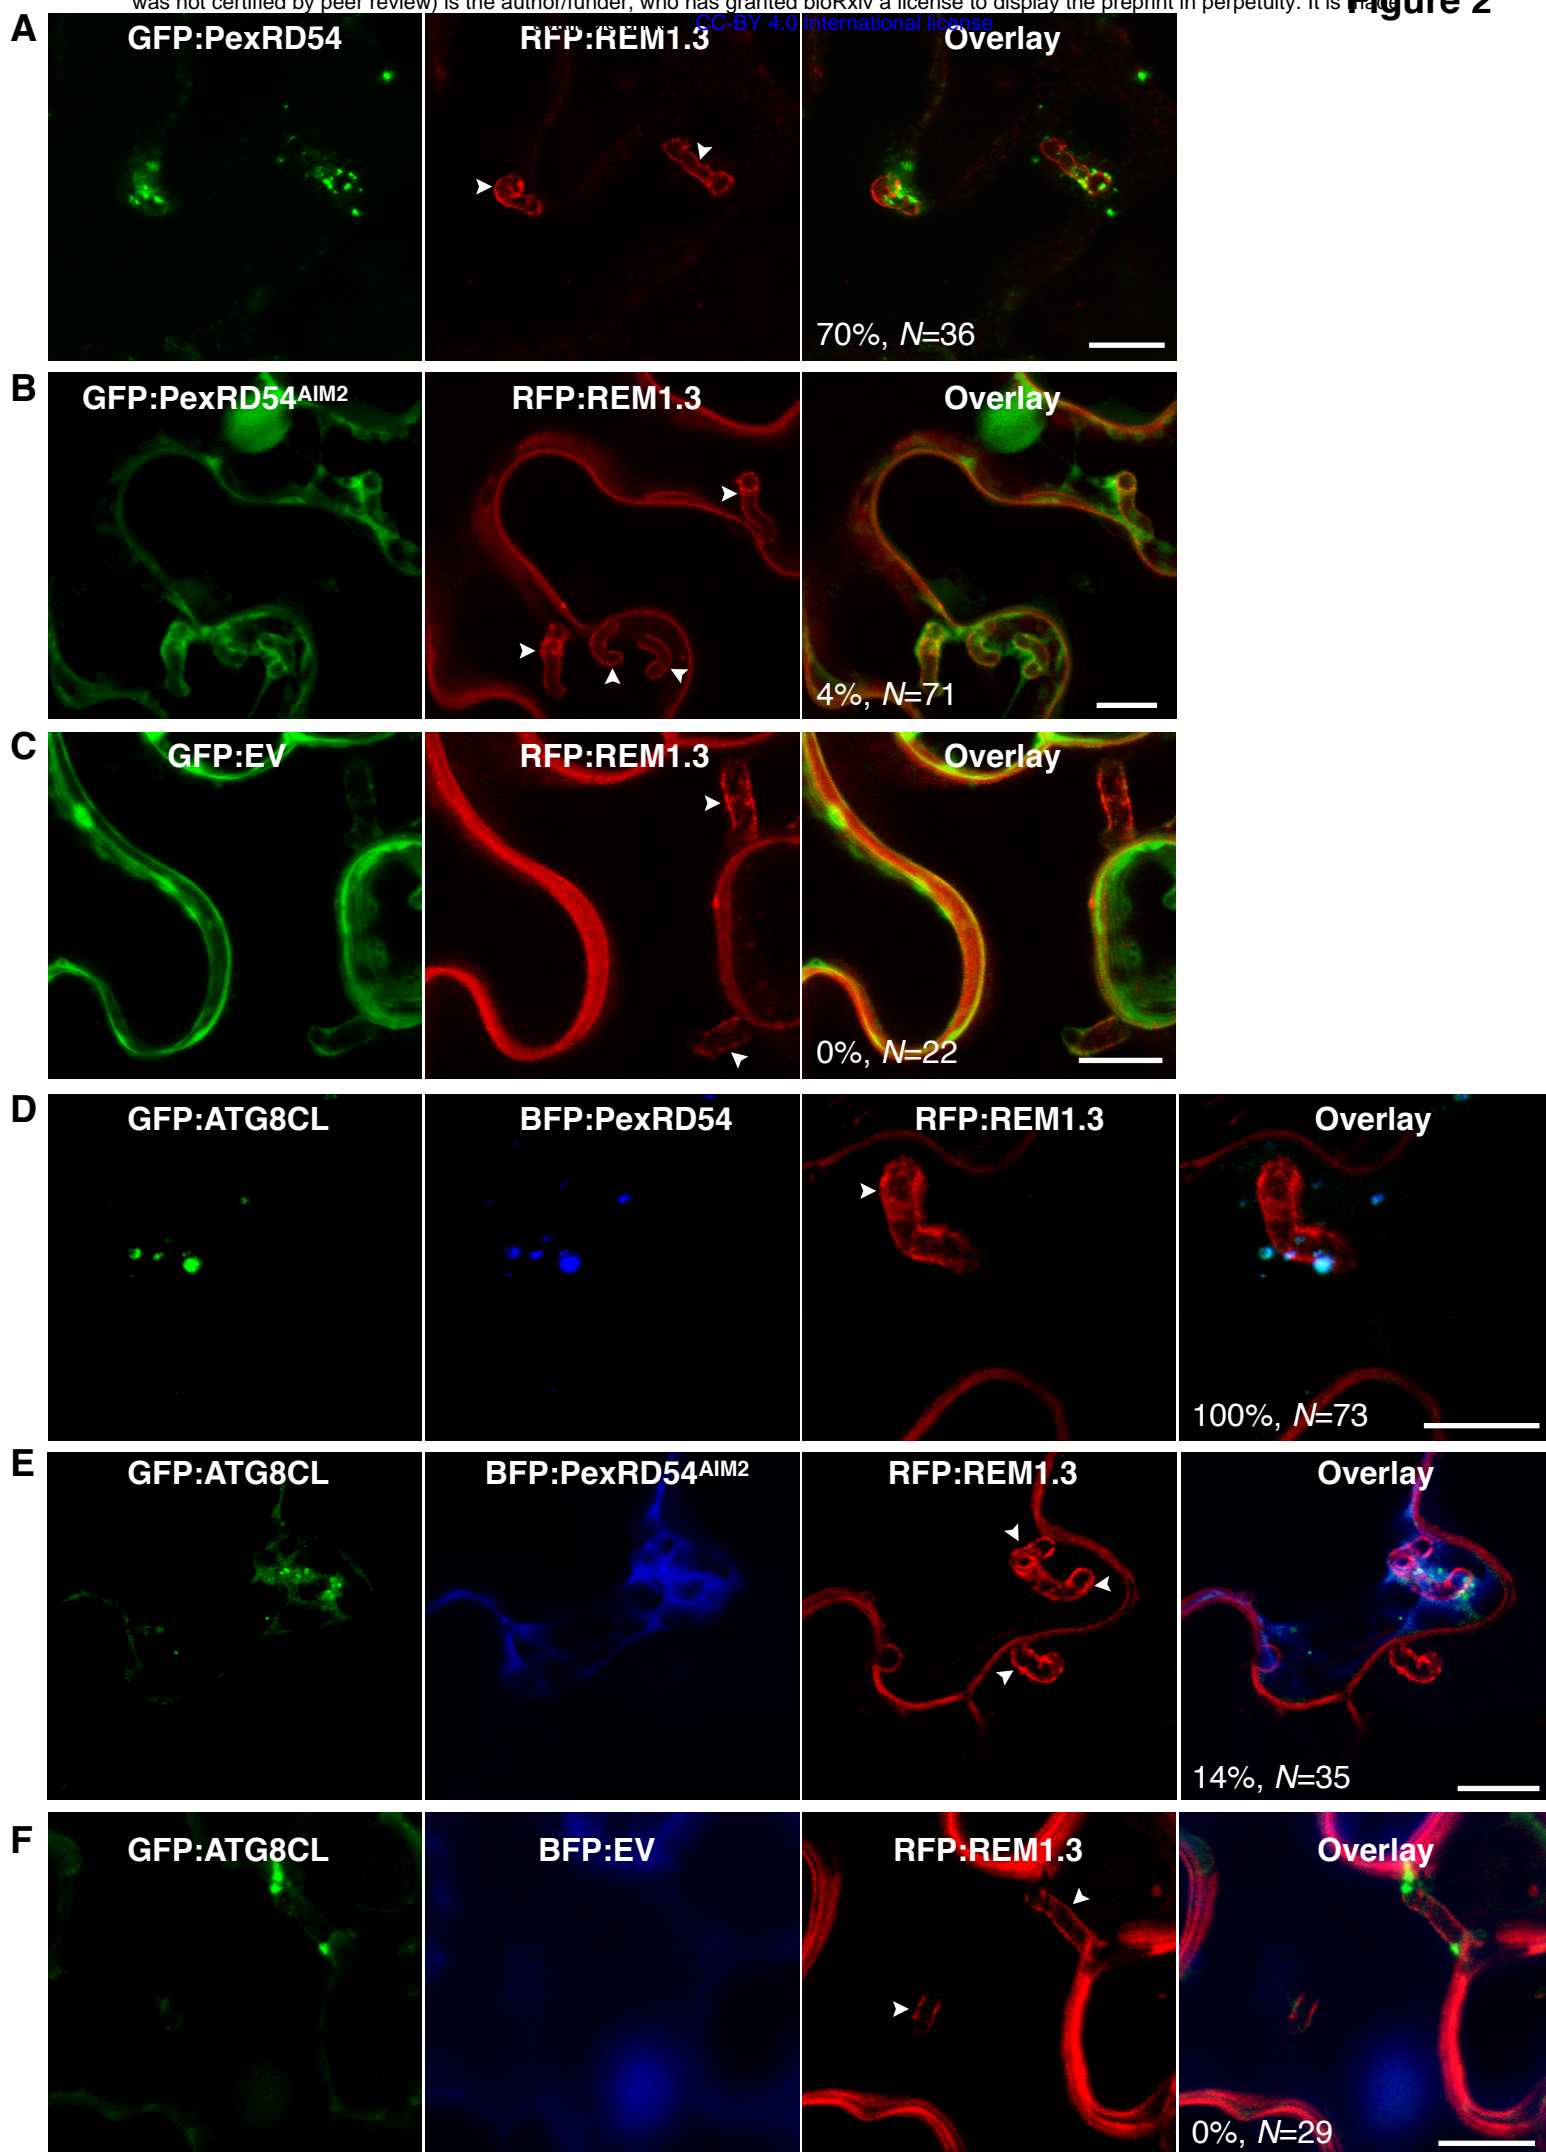 was not certified by peer review) is the author/funder, who has granted bioRxiv a license to display the preprint in perpetuity. It is made
Figure 2
CC-BY 4.0 International license
A
GFP:PexRD54
RFP:REM1.3
Overlay
70%, N=36
B
GFP:PexRD54AIM2
RFP:REM1.3
Overlay
4%, N=71
C
GFP:EV
RFP:REM1.3
Overlay
0%, N=22
D
GFP:ATG8CL
BFP:PexRD54
RFP:REM1.3
Overlay
100%, N=73
E
GFP:ATG8CL
BFP:PexRD54AIM2
RFP:REM1.3
Overlay
14%, N=35
F
GFP:ATG8CL
BFP:EV
RFP:REM1.3
Overlay
0%, N=29